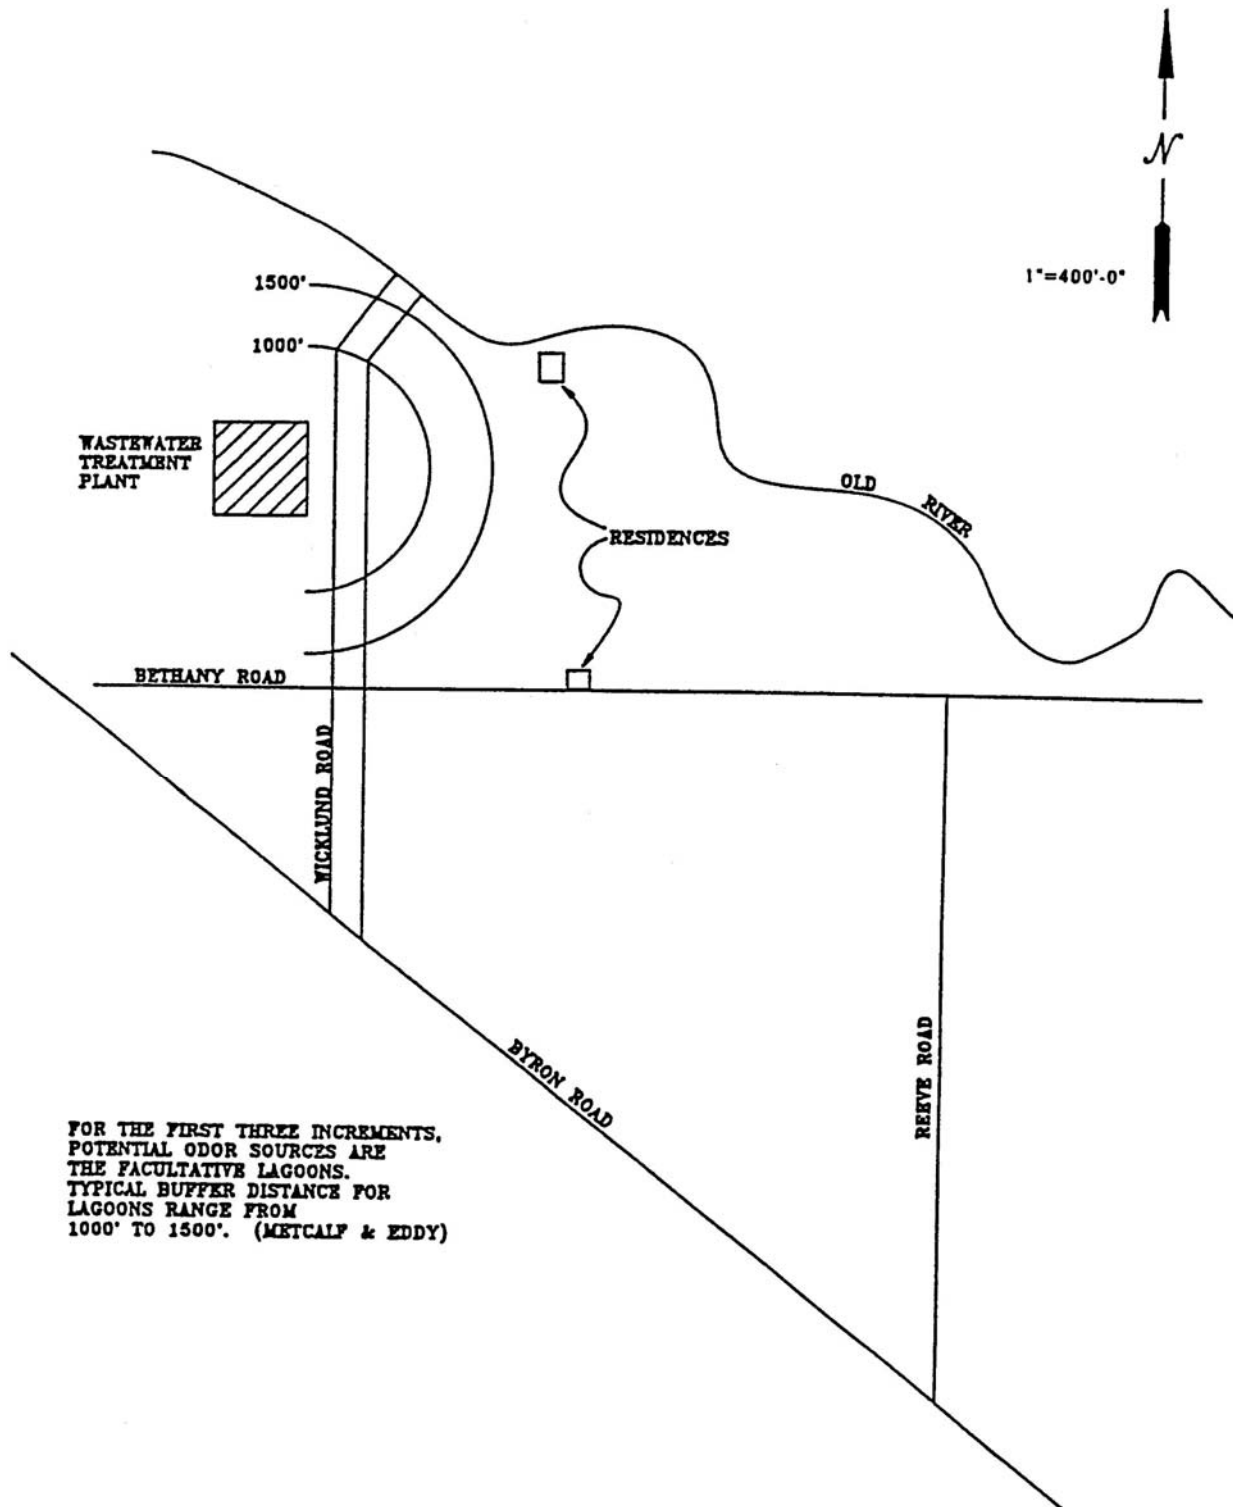 N
1"=400'-0"
1500'
1000'
WASTEWATER
TREATMENT
PLANT
OLD
RIVER
RESIDENCES
BETHANY ROAD
WICKLUND ROAD
BYRON ROAD
REEVE ROAD
FOR THE FIRST THREE INCREMENTS,
POTENTIAL ODOR SOURCES ARE
THE FACULTATIVE LAGOONS.
TYPICAL BUFFER DISTANCE FOR
LAGOONS RANGE FROM
1000' TO 1500'. (METCALF & EDDY)